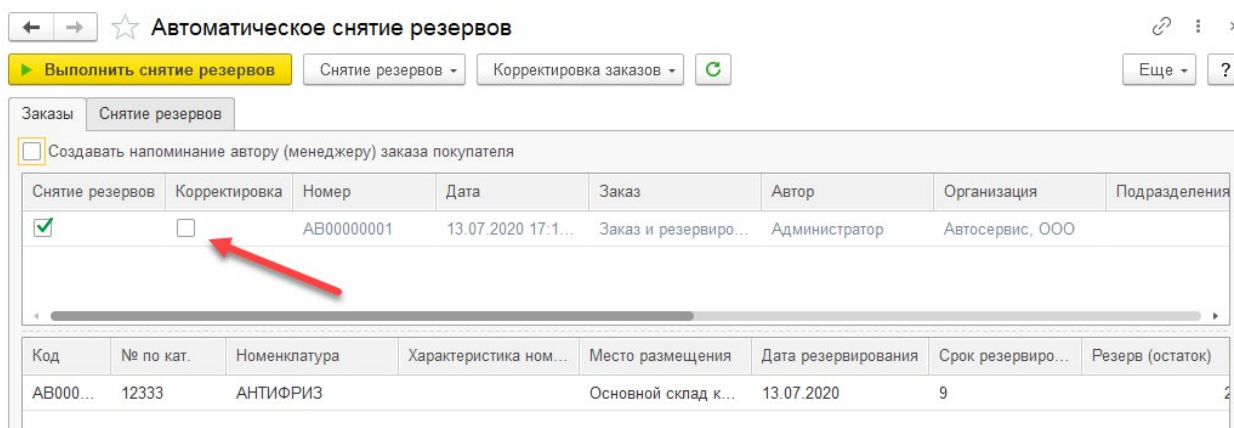 Автоматическое снятие резервов
Выполнить снятие резервов Снятие резервов Корректировка заказов Еще ?
Заказы Снятие резервов
Создавать напоминание автору (менеджеру) заказа покупателя
Снятие резервов Корректировка Номер Дата Заказ Автор Организация Подразделения
АВ00000001 13.07.2020 17:1... Заказ и резервиро... Администратор Автосервис, ООО
Код № по кат. Номенклатура Характеристика ном... Место размещения Дата резервирования Срок резервиро... Резерв (остаток)
АВ000... 12333 АНТИФРИЗ Основной склад к... 13.07.2020 9 2